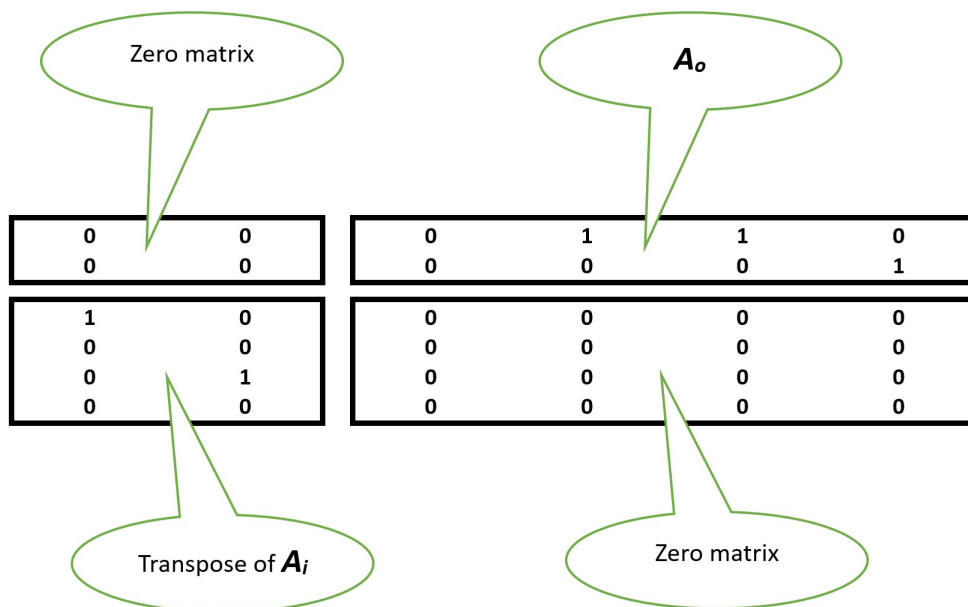 Zero matrix
Ao
0 0 0 1 1 0
0 0 0 0 0 1
1 0 0 0 0 0
0 0 0 0 0 0
0 1 0 0 0 0
0 0 0 0 0 0
Transpose of Ai
Zero matrix